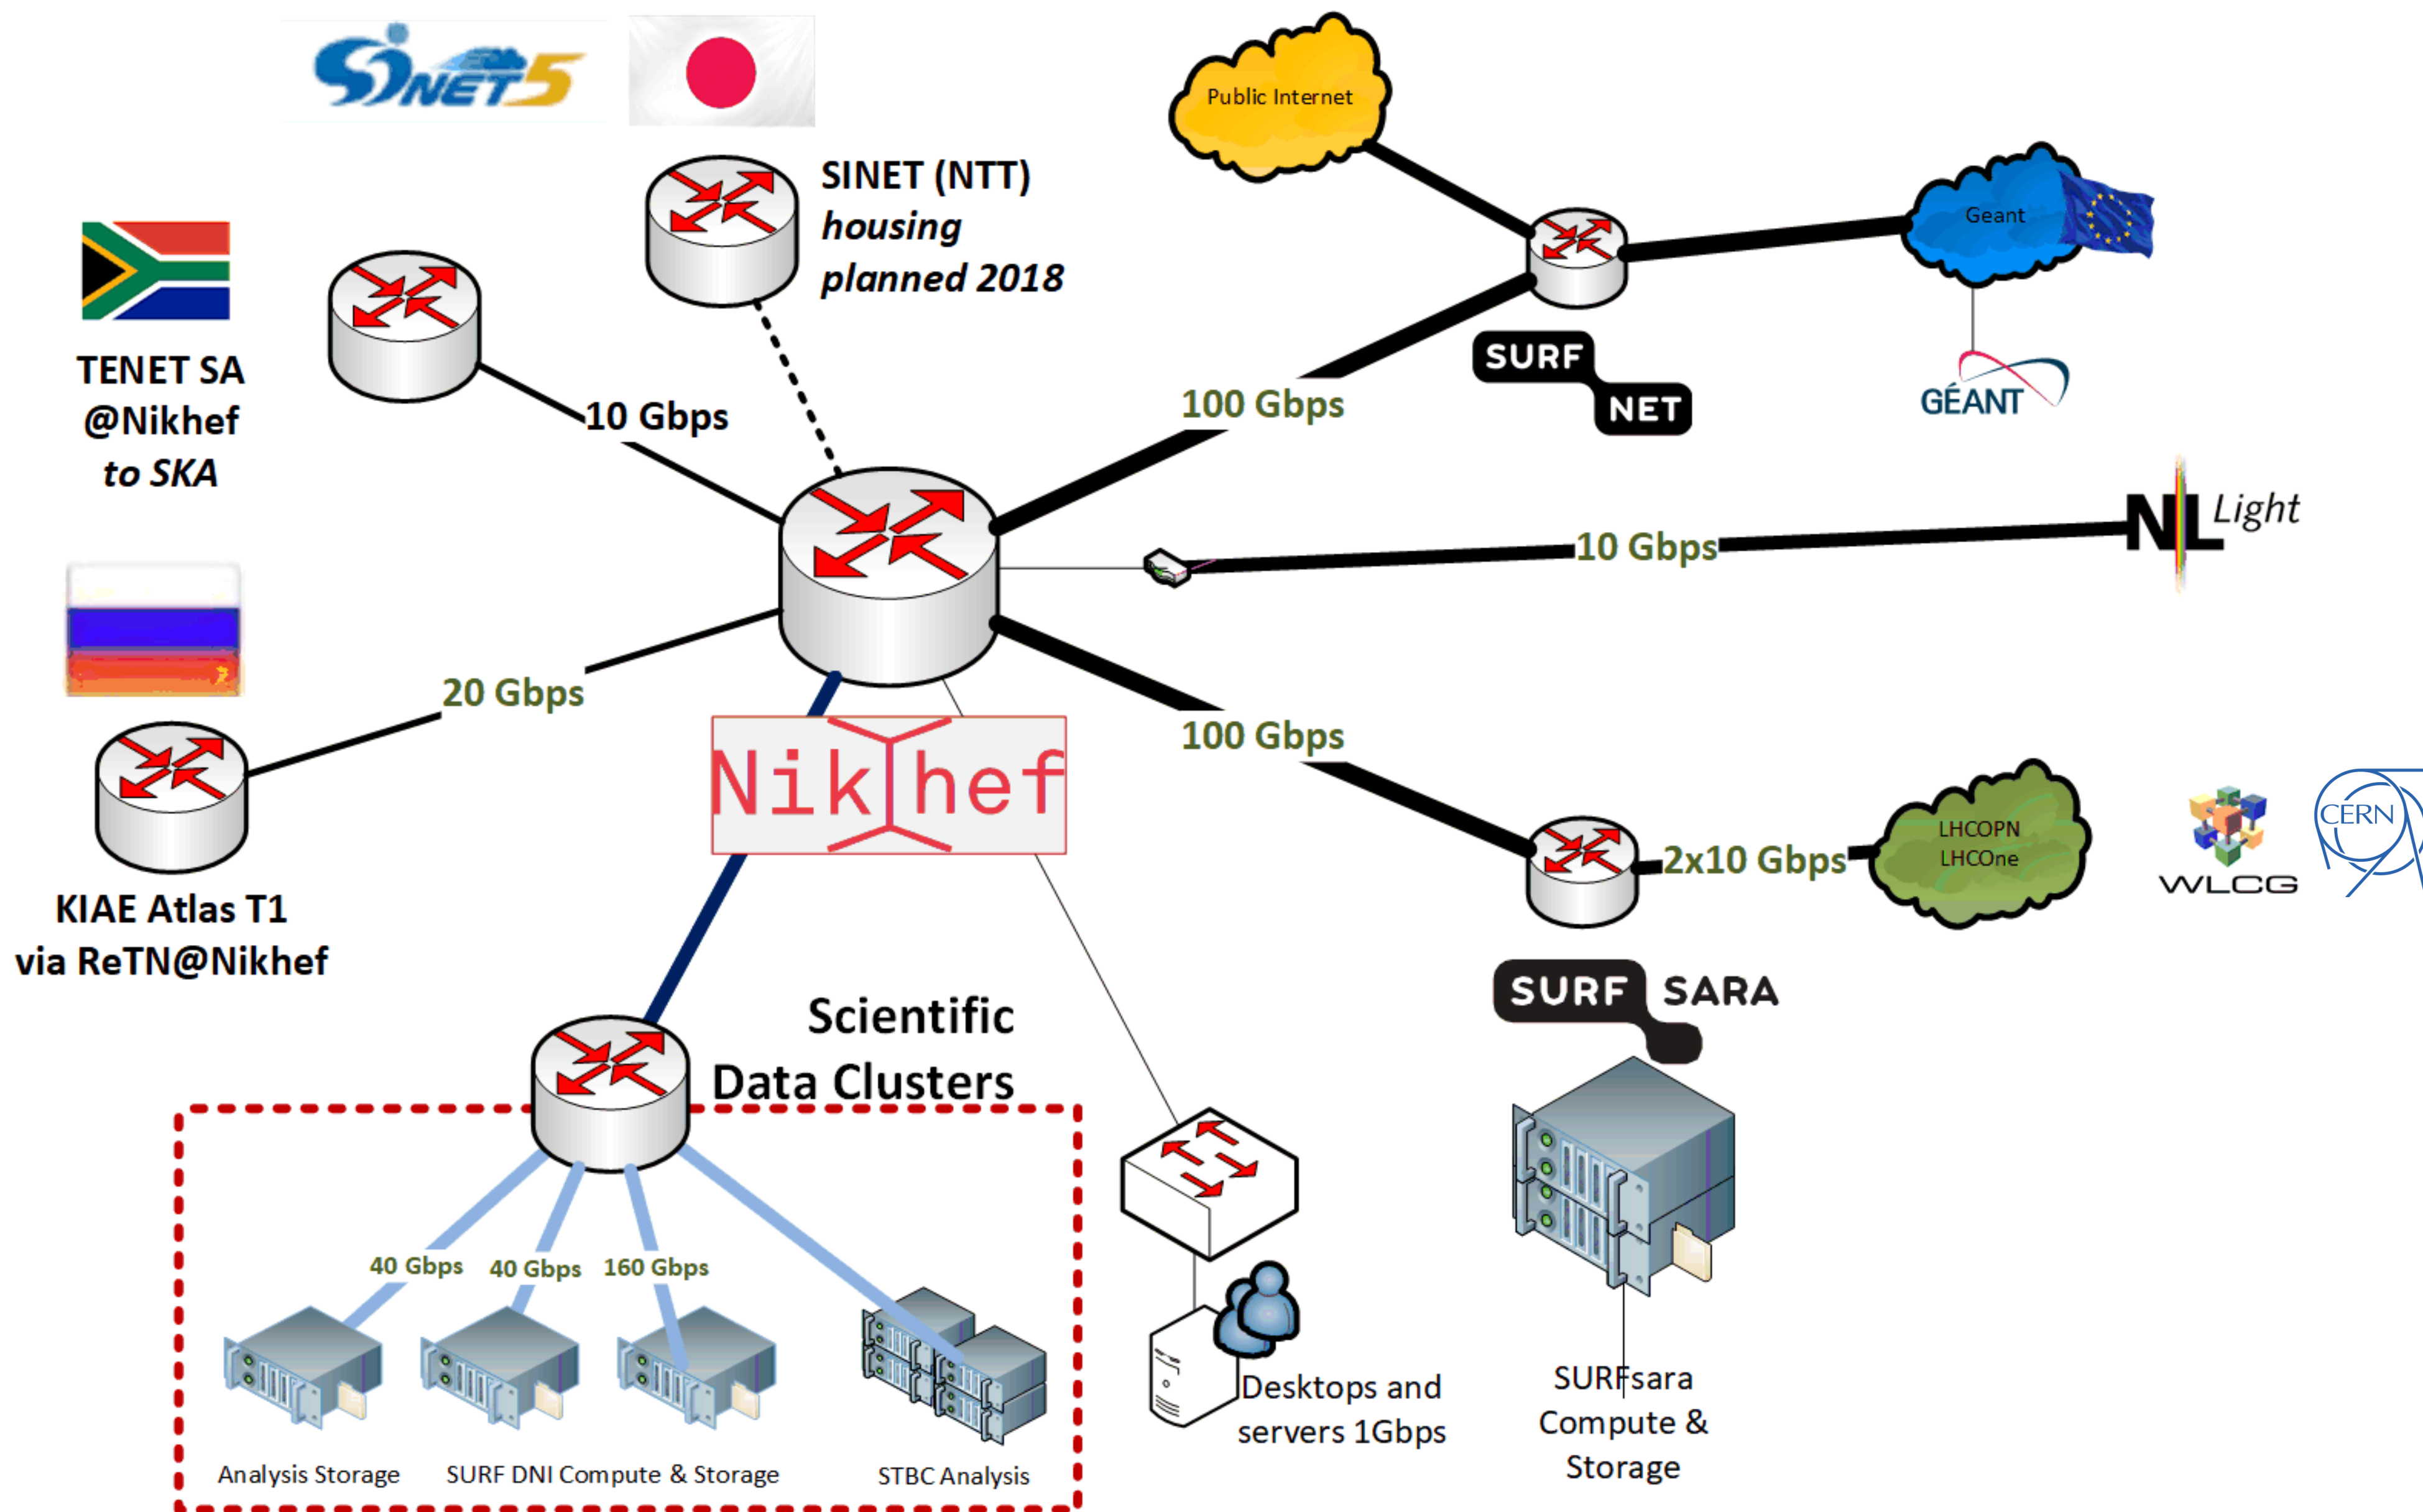 SiNET5
SINET (NTT)
housing
planned 2018
Public Internet
Geant
GÉANT
SURF
NET
TENET SA
@Nikhef
to SKA
10 Gbps
100 Gbps
NL Light
10 Gbps
20 Gbps
Nikhef
100 Gbps
KIAE Atlas T1
via ReTN@Nikhef
2x10 Gbps
LHCOPN
LHCOne
WLCG
CERN
SURF SARA
Scientific
Data Clusters
40 Gbps
40 Gbps
160 Gbps
Analysis Storage
SURF DNI Compute & Storage
STBC Analysis
Desktops and
servers 1Gbps
SURFsara
Compute &
Storage